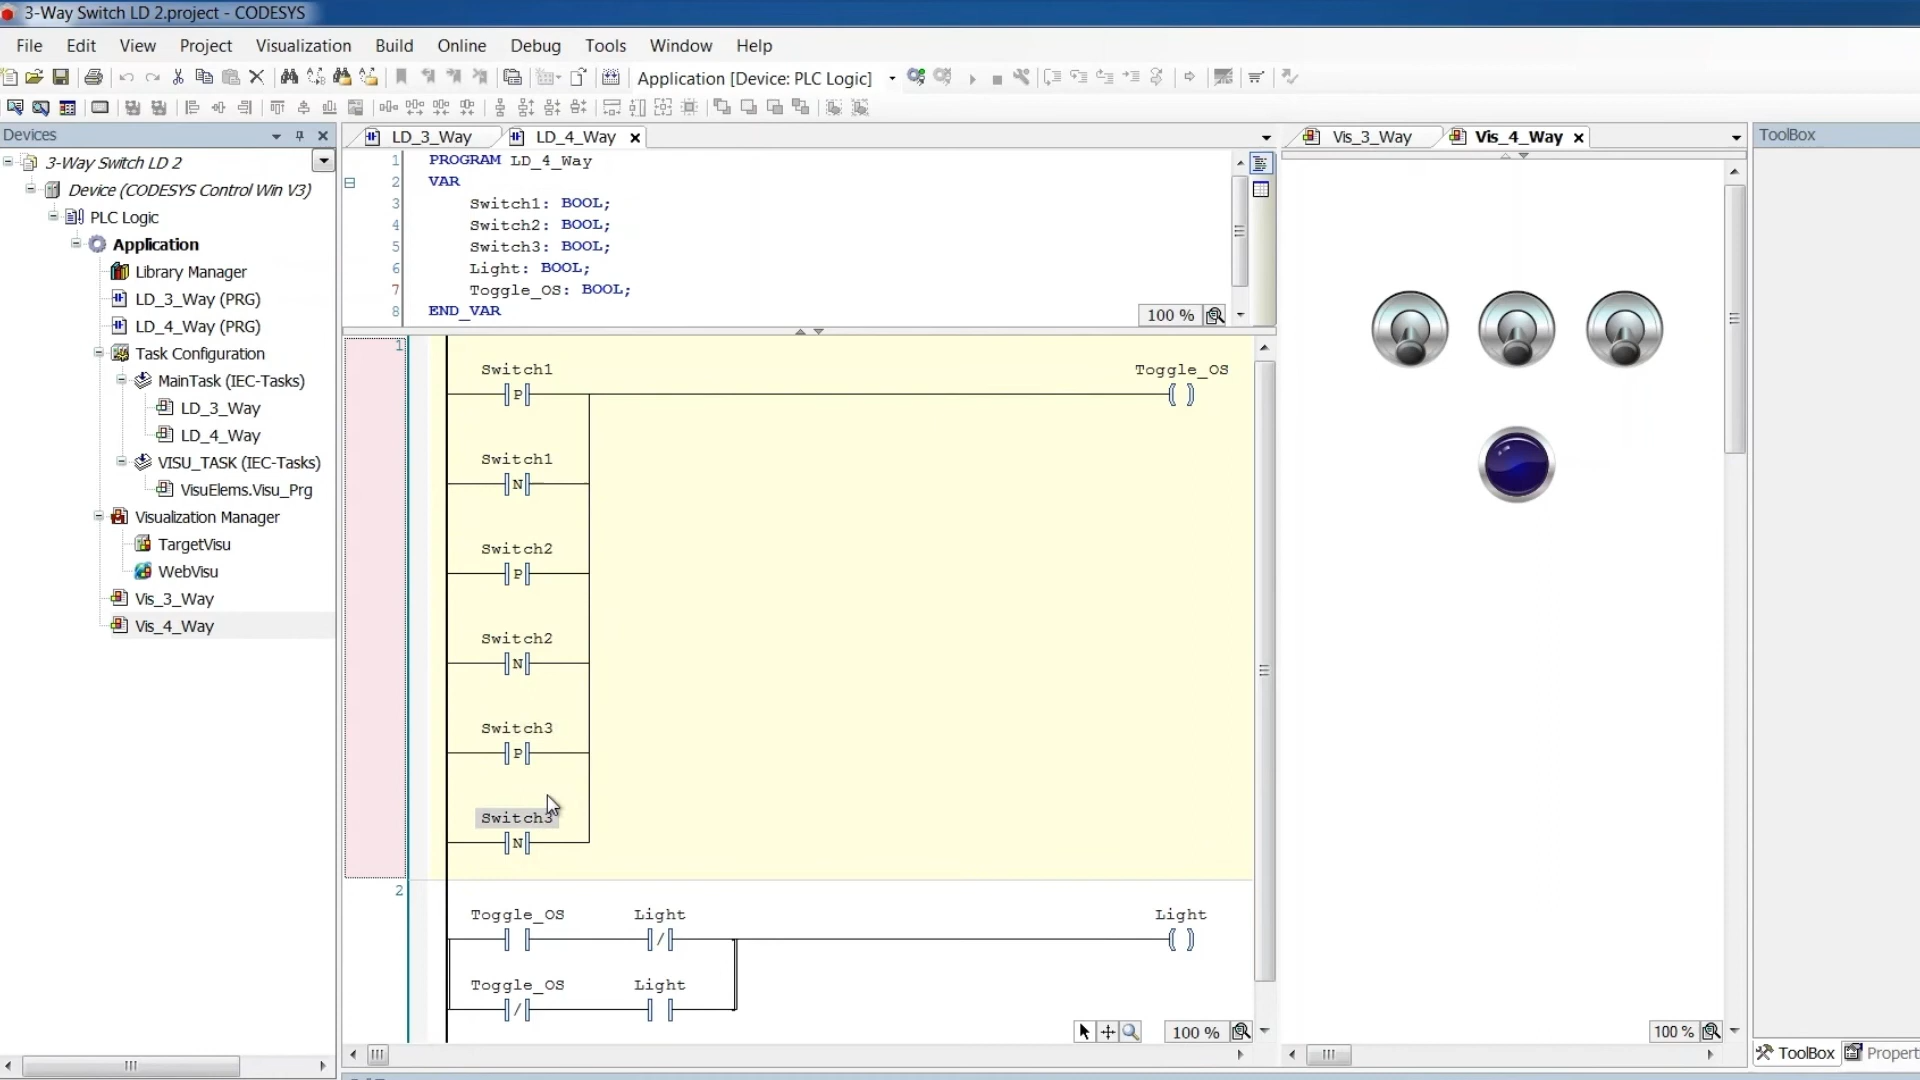 3-Way Switch LD 2.project - CODESYS
File Edit View Project Visualization Build Online Debug Tools Window Help
Application [Device: PLC Logic]
Devices
3-Way Switch LD 2
Device (CODESYS Control Win V3)
PLC Logic
Application
Library Manager
LD_3_Way (PRG)
LD_4_Way (PRG)
Task Configuration
MainTask (IEC-Tasks)
LD_3_Way
LD_4_Way
VISU_TASK (IEC-Tasks)
VisuElems.Visu_Prg
Visualization Manager
TargetVisu
WebVisu
Vis_3_Way
Vis_4_Way
LD_3_Way LD_4_Way
1 PROGRAM LD_4_Way
2 VAR
3 Switch1: BOOL;
4 Switch2: BOOL;
5 Switch3: BOOL;
6 Light: BOOL;
7 Toggle_OS: BOOL;
8 END_VAR
100 %
1
Switch1 Toggle_OS
P
Switch1
N
Switch2
P
Switch2
N
Switch3
P
Switch3
N
2
Toggle_OS Light Light
/
Toggle_OS Light
/
100 %
Vis_3_Way Vis_4_Way
100 %
ToolBox
ToolBox Propert